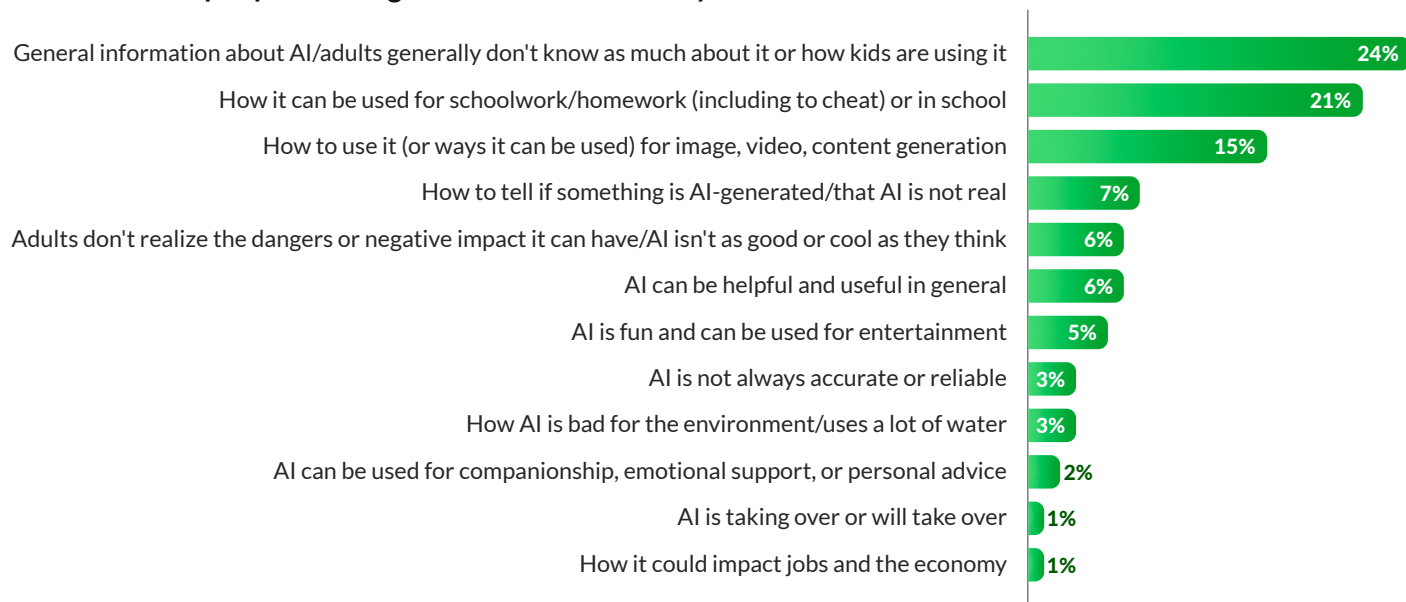 General information about AI/adults generally don't know as much about it or how kids are using it 24%
How it can be used for schoolwork/homework (including to cheat) or in school 21%
How to use it (or ways it can be used) for image, video, content generation 15%
How to tell if something is AI-generated/that AI is not real 7%
Adults don't realize the dangers or negative impact it can have/AI isn't as good or cool as they think 6%
AI can be helpful and useful in general 6%
AI is fun and can be used for entertainment 5%
AI is not always accurate or reliable 3%
How AI is bad for the environment/uses a lot of water 3%
AI can be used for companionship, emotional support, or personal advice 2%
AI is taking over or will take over 1%
How it could impact jobs and the economy 1%